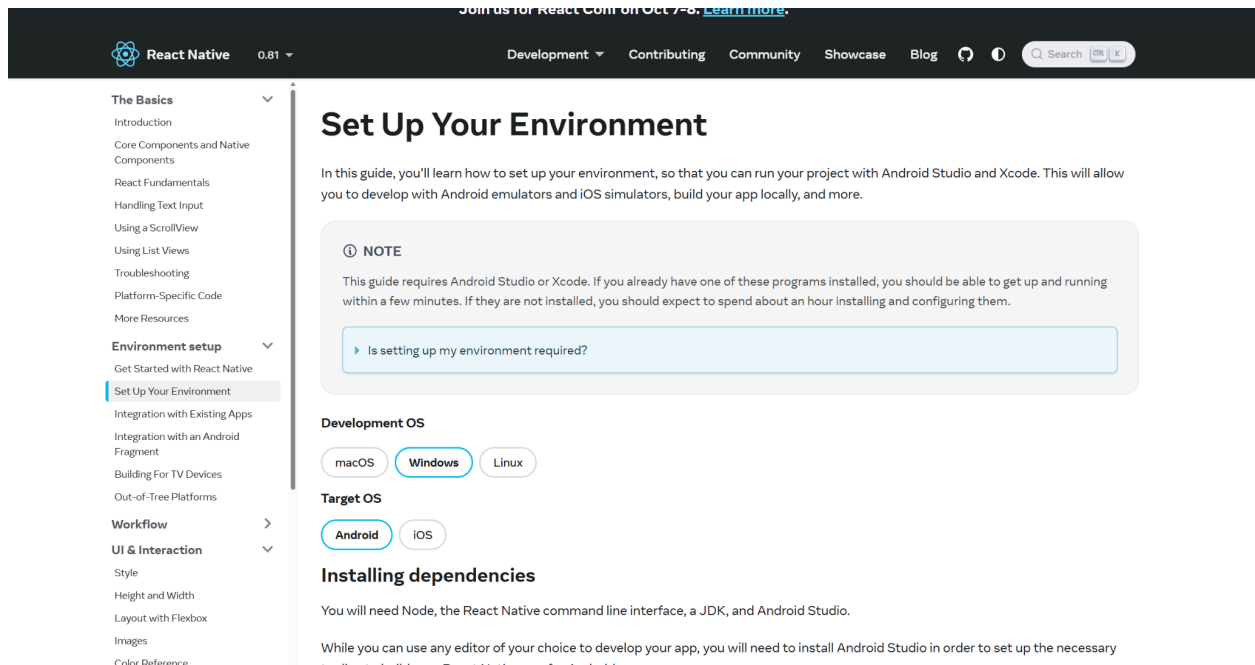 Join us for React Conf on Oct 7-8. Learn more.
React Native 0.81 Development Contributing Community Showcase Blog Search CTRL K
The Basics
Introduction
Core Components and Native
Components
React Fundamentals
Handling Text Input
Using a ScrollView
Using List Views
Troubleshooting
Platform-Specific Code
More Resources
Environment setup
Get Started with React Native
Set Up Your Environment
Integration with Existing Apps
Integration with an Android
Fragment
Building For TV Devices
Out-of-Tree Platforms
Workflow
UI & Interaction
Style
Height and Width
Layout with Flexbox
Images
Color Reference
Set Up Your Environment
In this guide, you'll learn how to set up your environment, so that you can run your project with Android Studio and Xcode. This will allow
you to develop with Android emulators and iOS simulators, build your app locally, and more.
NOTE
This guide requires Android Studio or Xcode. If you already have one of these programs installed, you should be able to get up and running
within a few minutes. If they are not installed, you should expect to spend about an hour installing and configuring them.
Is setting up my environment required?
Development OS
macOS Windows Linux
Target OS
Android iOS
Installing dependencies
You will need Node, the React Native command line interface, a JDK, and Android Studio.
While you can use any editor of your choice to develop your app, you will need to install Android Studio in order to set up the necessary